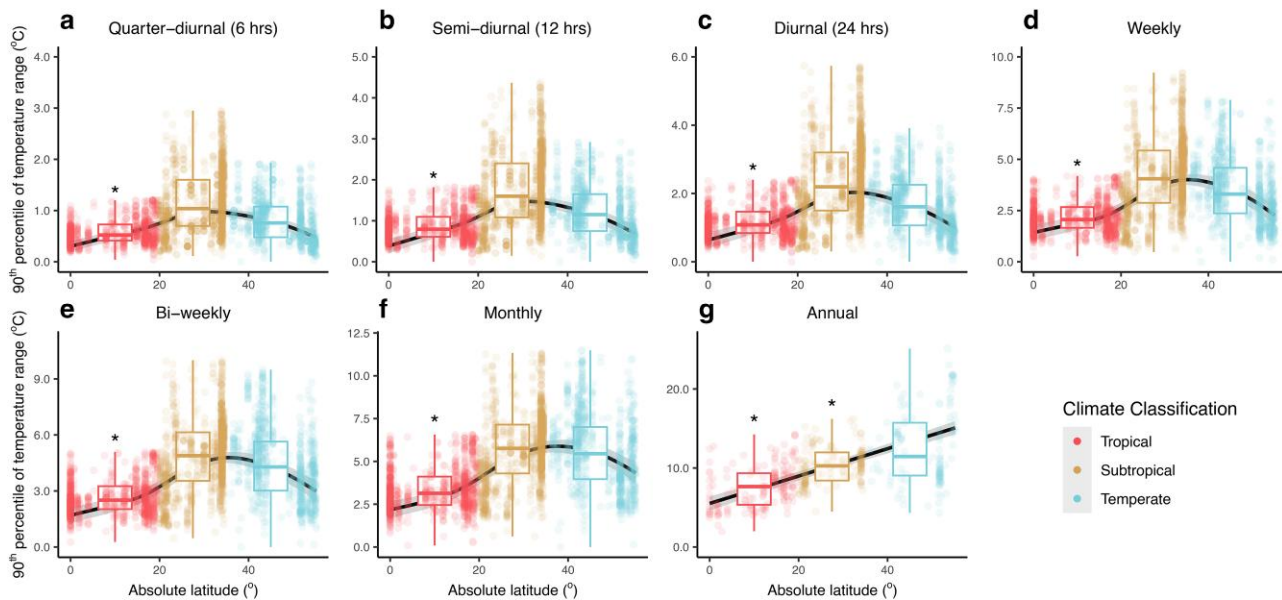 a
Quarter−diurnal (6 hrs)
90th percentile of temperature range (°C)
4.0
3.0
2.0
1.0
0.0
0
20
40
b
Semi−diurnal (12 hrs)
5.0
4.0
3.0
2.0
1.0
0.0
0
20
40
c
Diurnal (24 hrs)
6.0
4.0
2.0
0.0
0
20
40
d
Weekly
10.0
7.5
5.0
2.5
0.0
0
20
40
e
Bi−weekly
90th percentile of temperature range (°C)
9.0
6.0
3.0
0.0
0
20
40
Absolute latitude (°)
f
Monthly
12.5
10.0
7.5
5.0
2.5
0.0
0
20
40
Absolute latitude (°)
g
Annual
20.0
10.0
0.0
0
20
40
Absolute latitude (°)
Climate Classification
Tropical
Subtropical
Temperate